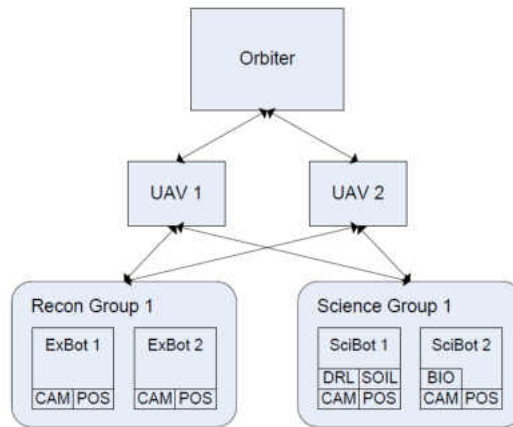 Orbiter
UAV 1
UAV 2
Recon Group 1
ExBot 1
CAM POS
ExBot 2
CAM POS
Science Group 1
SciBot 1
DRL SOIL
CAM POS
SciBot 2
BIO
CAM POS